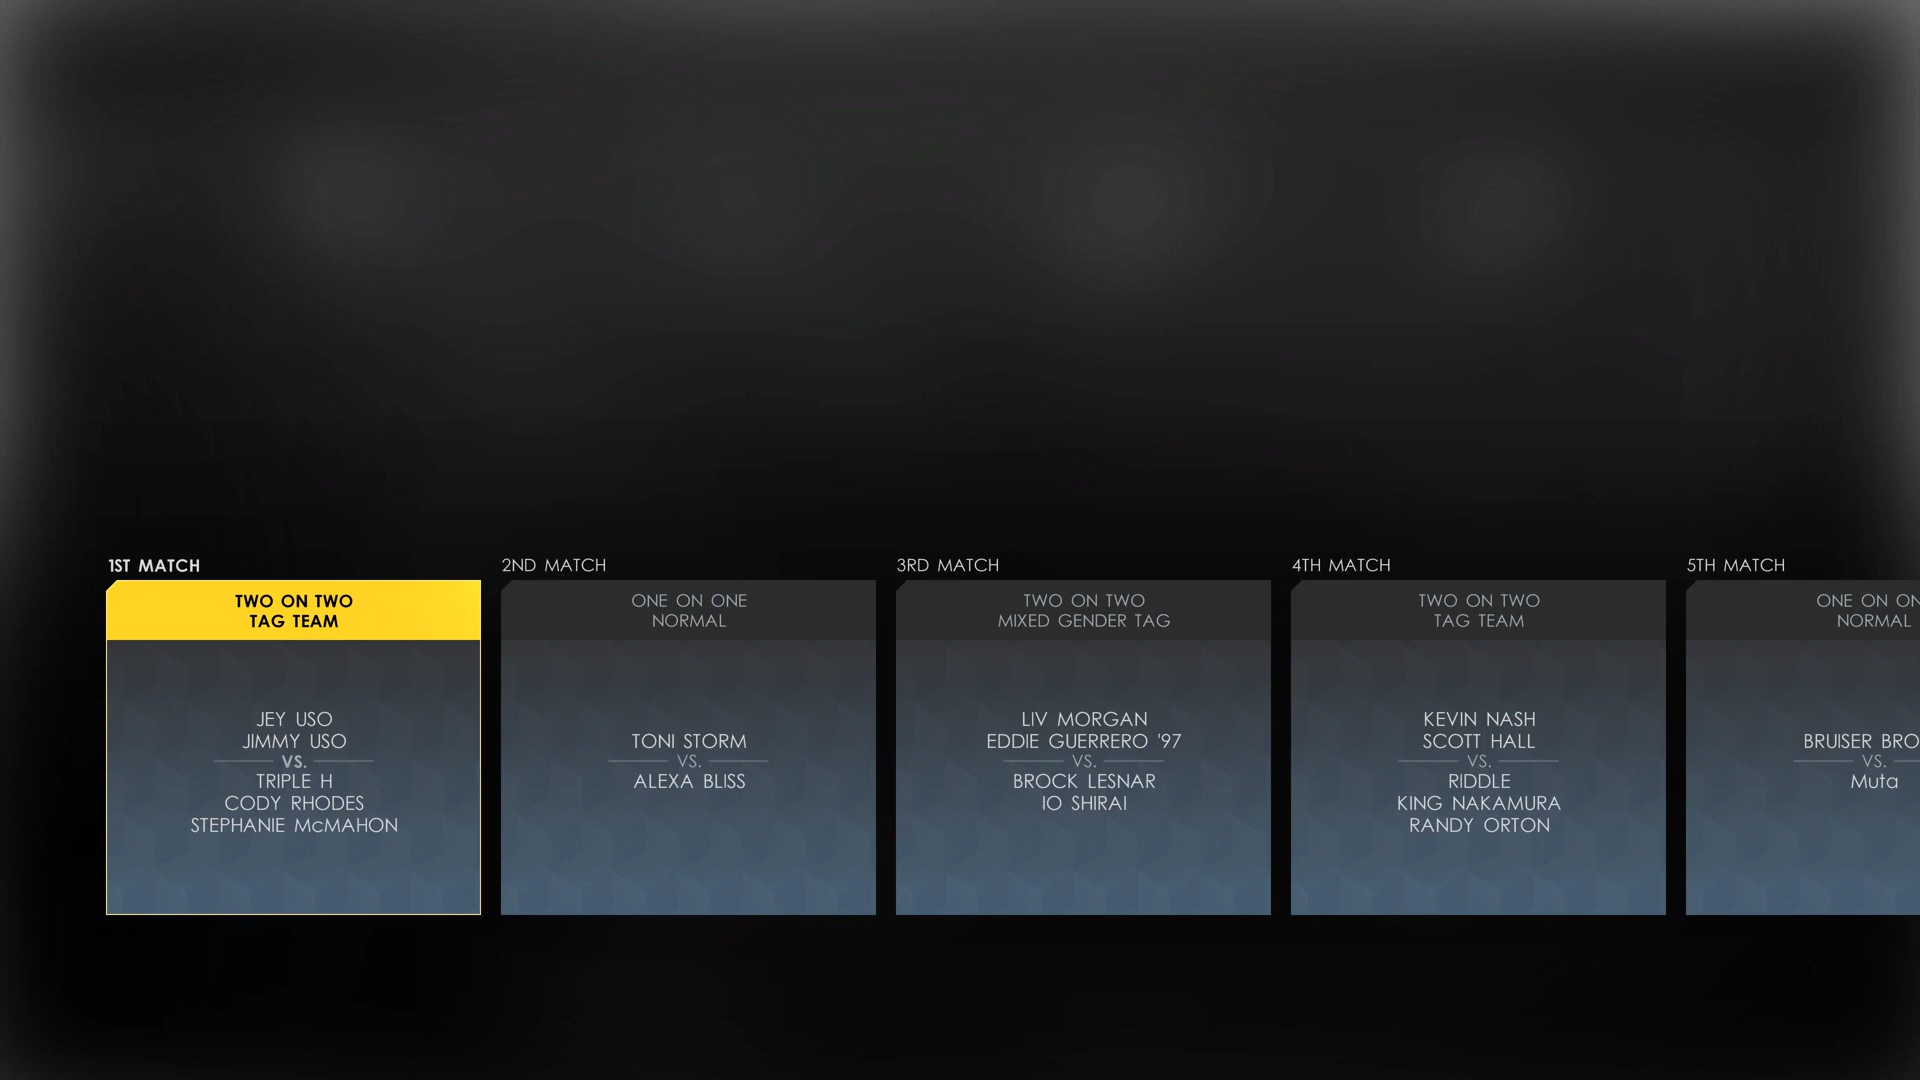 1ST MATCH
TWO ON TWO
TAG TEAM
JEY USO
JIMMY USO
VS.
TRIPLE H
CODY RHODES
STEPHANIE McMAHON
2ND MATCH
ONE ON ONE
NORMAL
TONI STORM
VS.
ALEXA BLISS
3RD MATCH
TWO ON TWO
MIXED GENDER TAG
LIV MORGAN
EDDIE GUERRERO '97
VS.
BROCK LESNAR
IO SHIRAI
4TH MATCH
TWO ON TWO
TAG TEAM
KEVIN NASH
SCOTT HALL
VS.
RIDDLE
KING NAKAMURA
RANDY ORTON
5TH MATCH
ONE ON
NORMAL
BRUISER
VS.
Muta